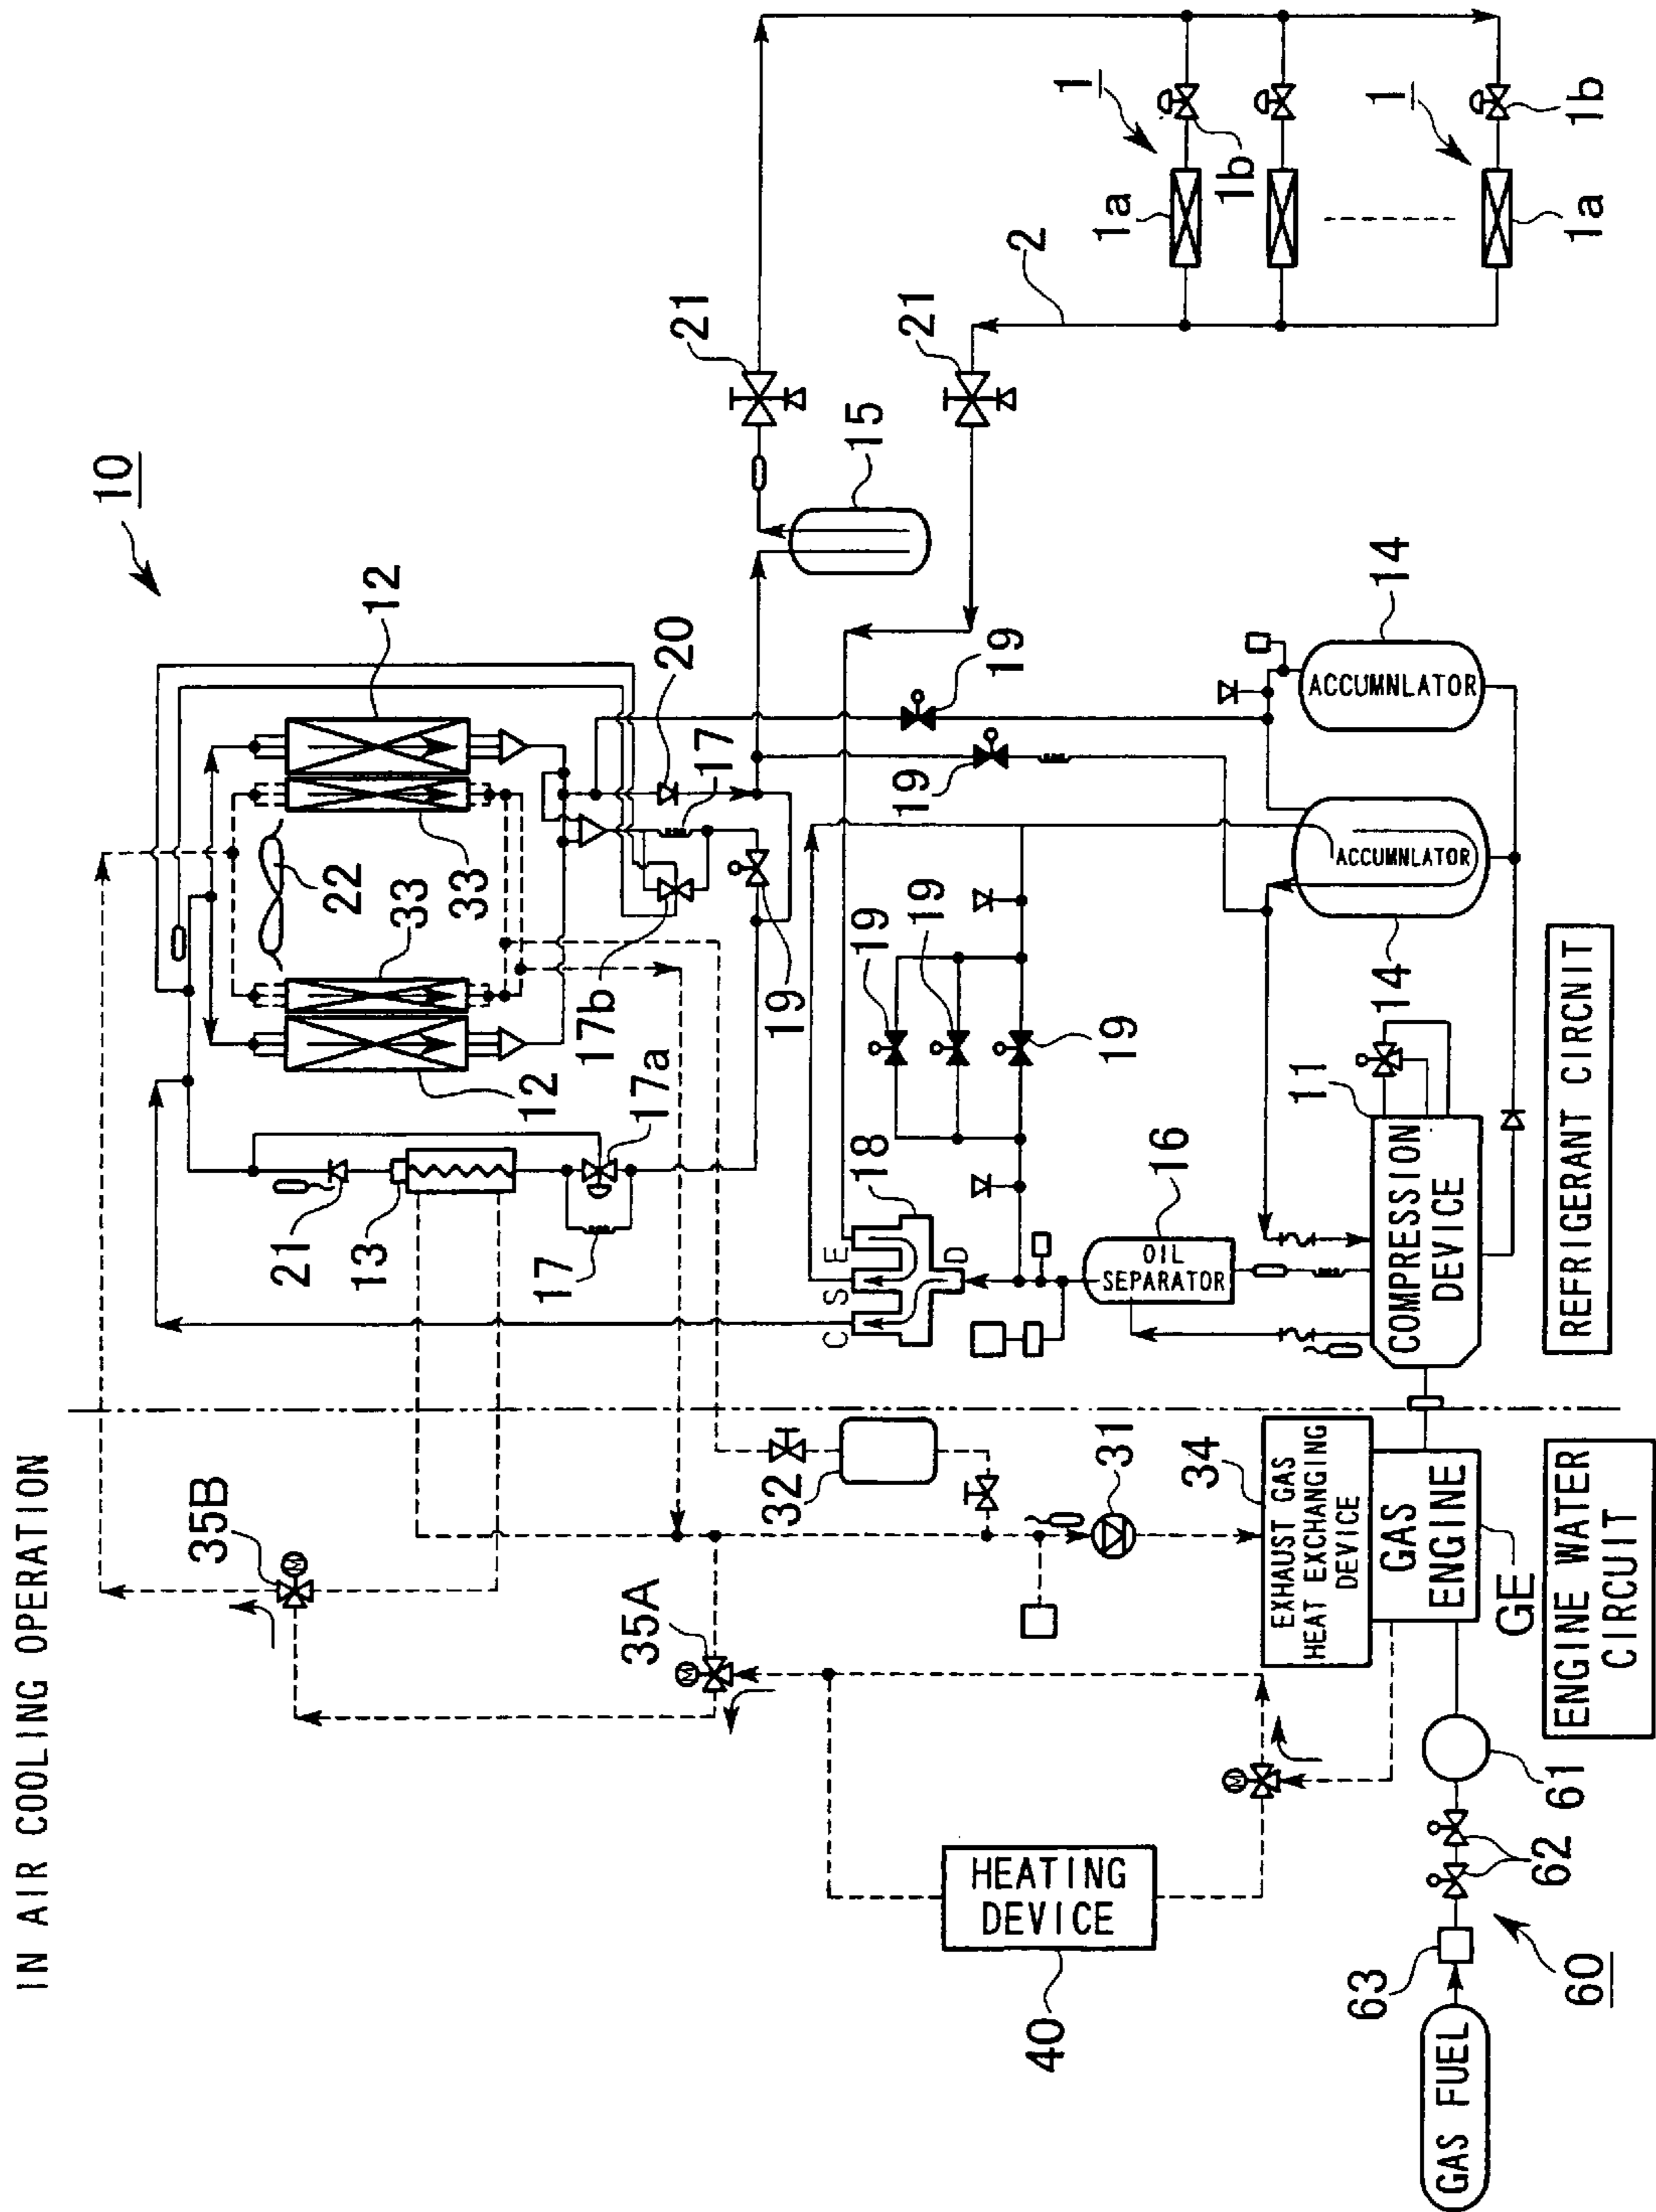 IN AIR COOLING OPERATION
10
35B
35A
21
13
17
17a
12
33
22
33
12
17b
19
17
20
21
21
15
2
1
1a
1b
1
1a
1b
19
19
19
19
19
C
S
E
D
18
32
31
34
EXHAUST GAS
HEAT EXCHANGING
DEVICE
GAS
ENGINE
GE
16
OIL
SEPARATOR
11
COMPRESSION
DEVICE
14
14
ACCUMNLATOR
14
ACCUMNLATOR
M
M
M
HEATING
DEVICE
40
GAS FUEL
63
60
62
61
ENGINE WATER
CIRCUIT
REFRIGERANT CIRCNIT